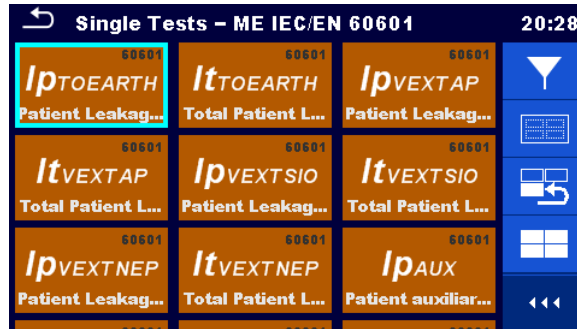 Single Tests – ME IEC/EN 60601 20:28
60601 60601 60601
IpTOEARTH ItTOEARTH IpVEXTAP
Patient Leakag... Total Patient L... Patient Leakag...
60601 60601 60601
ItVEXTAP IpVEXTSIO ItVEXTSIO
Total Patient L... Patient Leakag... Total Patient L...
60601 60601 60601
IpVEXTNEP ItVEXTNEP IpAUX
Patient Leakag... Total Patient L... Patient auxiliar...